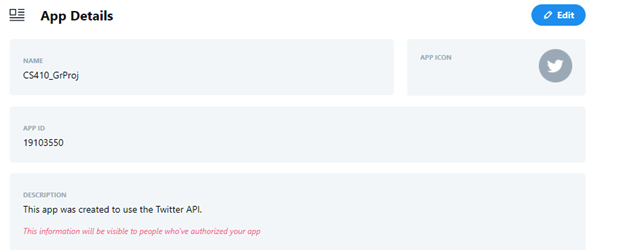 App Details
Edit
NAME
CS410_GrProj
APP ICON
APP ID
19103550
DESCRIPTION
This app was created to use the Twitter API.
This information will be visible to people who've authorized your app